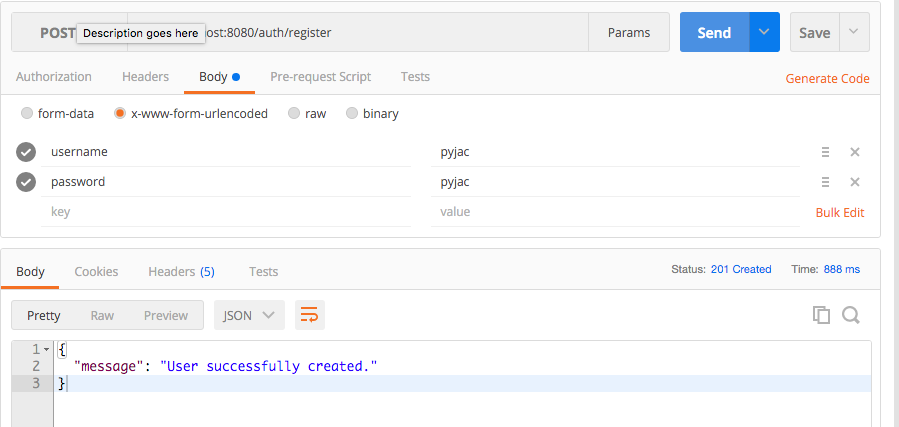 POST Description goes here ost:8080/auth/register Params Send Save
Authorization Headers Body Pre-request Script Tests Generate Code
form-data x-www-form-urlencoded raw binary
username pyjac
password pyjac
key value Bulk Edit
Body Cookies Headers (5) Tests Status: 201 Created Time: 888 ms
Pretty Raw Preview JSON
1 {
2 "message": "User successfully created."
3 }